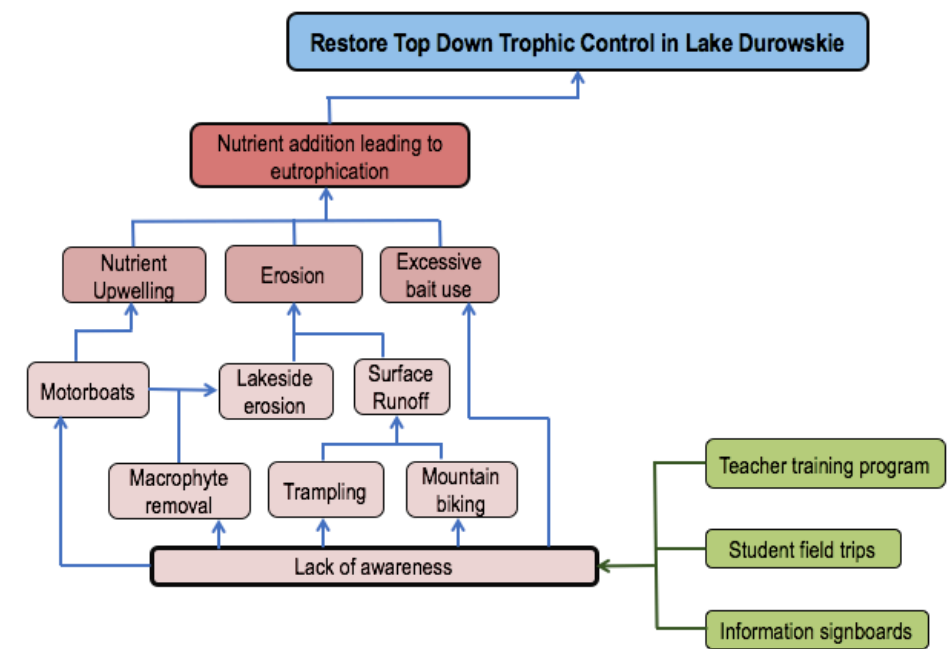 Restore Top Down Trophic Control in Lake Durowskie
Nutrient addition leading to
eutrophication
Nutrient
Upwelling
Erosion
Excessive
bait use
Motorboats
Lakeside
erosion
Surface
Runoff
Macrophyte
removal
Trampling
Mountain
biking
Teacher training program
Student field trips
Lack of awareness
Information signboards